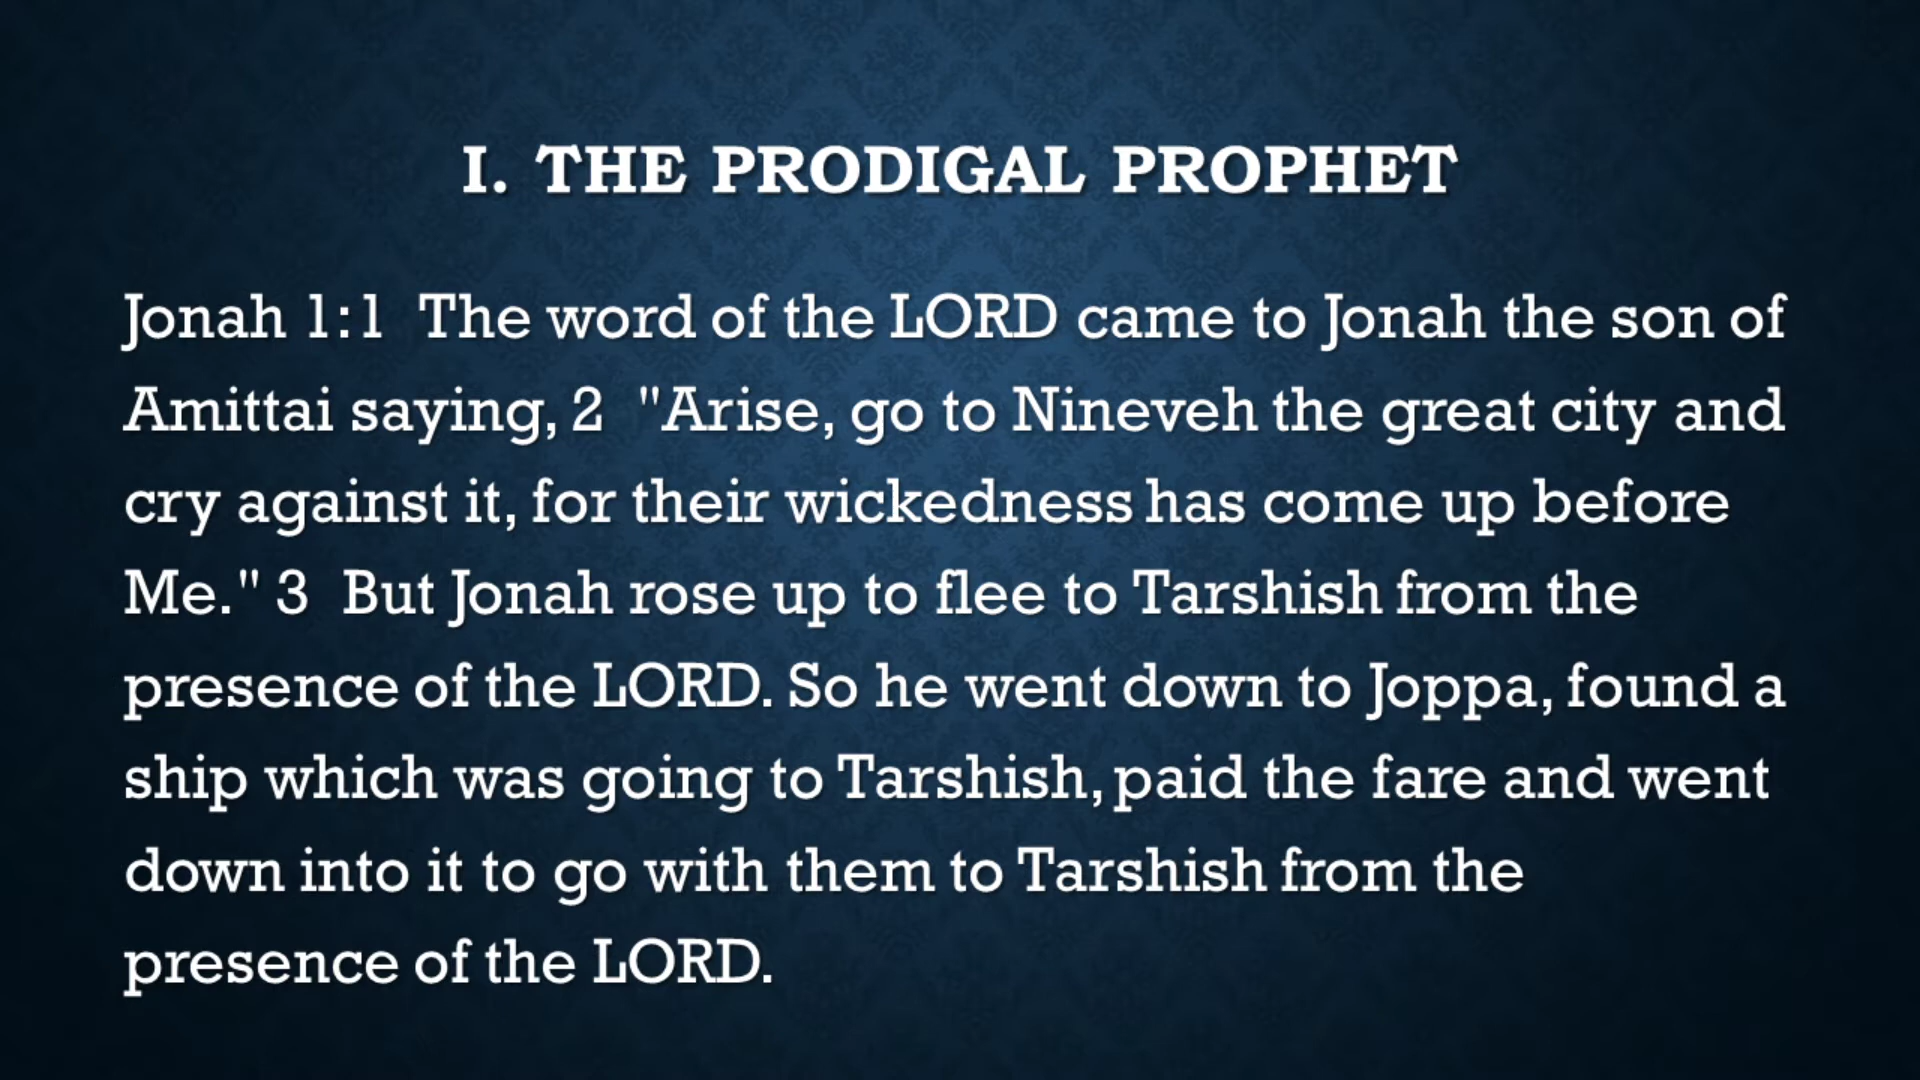 I. THE PRODIGAL PROPHET
Jonah 1:1  The word of the LORD came to Jonah the son of
Amittai saying, 2  "Arise, go to Nineveh the great city and
cry against it, for their wickedness has come up before
Me." 3  But Jonah rose up to flee to Tarshish from the
presence of the LORD. So he went down to Joppa, found a
ship which was going to Tarshish, paid the fare and went
down into it to go with them to Tarshish from the
presence of the LORD.